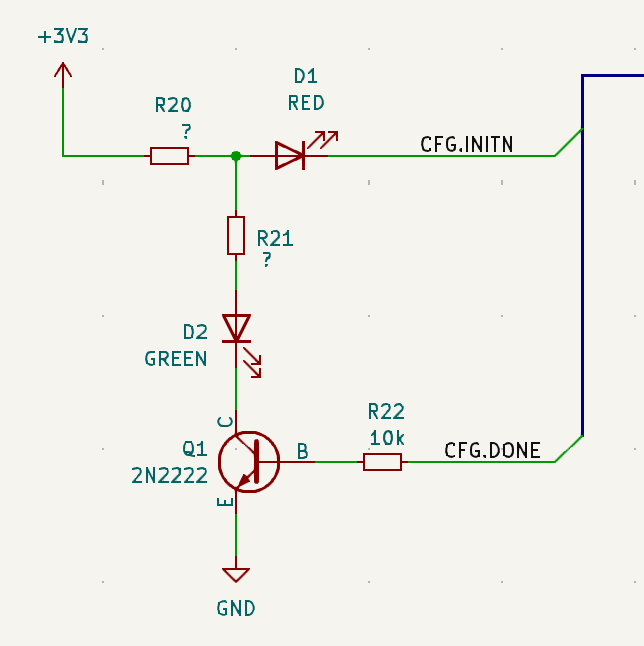 +3V3
D1
RED
R20
?
CFG.INITN
R21
?
D2
GREEN
R22
10k
C
Q1
2N2222
B
CFG.DONE
E
GND